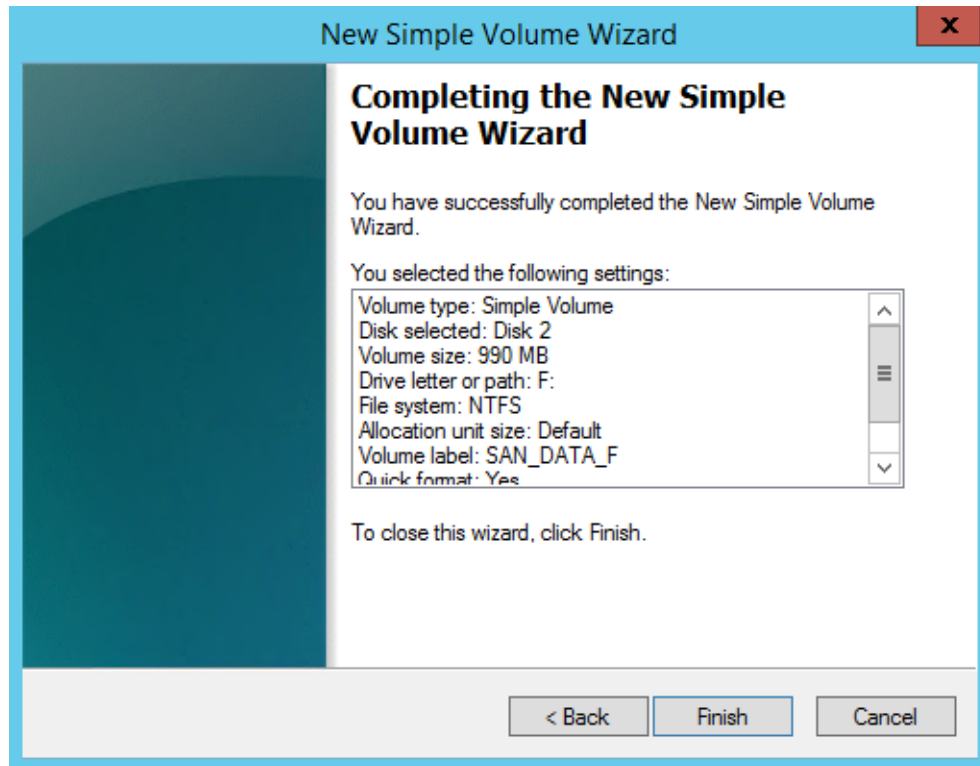 New Simple Volume Wizard
x
Completing the New Simple
Volume Wizard
You have successfully completed the New Simple Volume
Wizard.
You selected the following settings:
Volume type: Simple Volume
Disk selected: Disk 2
Volume size: 990 MB
Drive letter or path: F:
File system: NTFS
Allocation unit size: Default
Volume label: SAN_DATA_F
Quick format: Yes
To close this wizard, click Finish.
< Back Finish Cancel